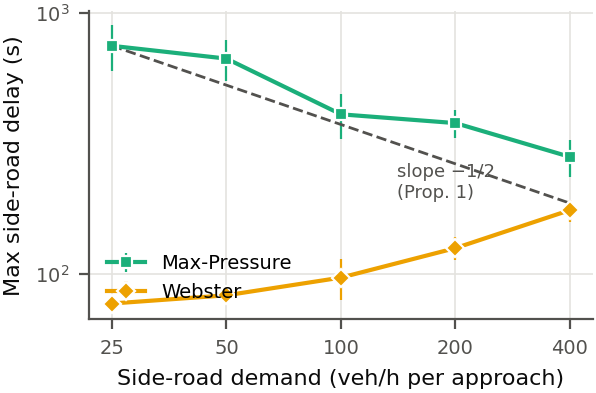 Max side-road delay (s)
10³
10²
slope −1/2
(Prop. 1)
Max-Pressure
Webster
25 50 100 200 400
Side-road demand (veh/h per approach)